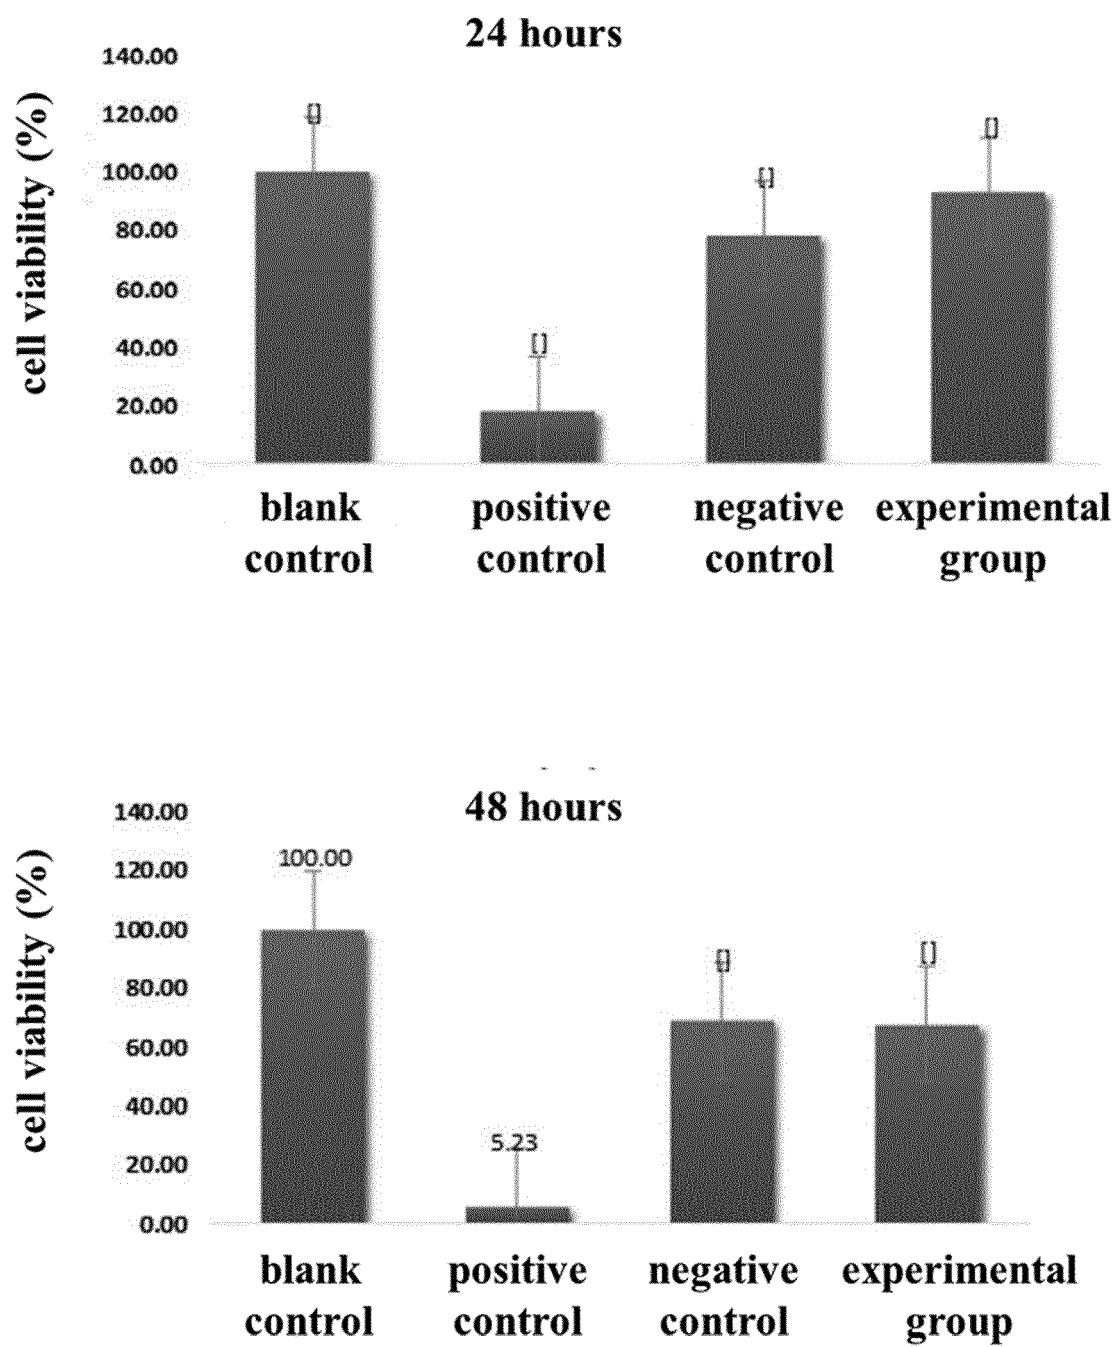 24 hours
cell viability (%)
140.00
120.00
100.00
80.00
60.00
40.00
20.00
0.00
[]
[]
[]
[]
blank control
positive control
negative control
experimental group
48 hours
cell viability (%)
140.00
120.00
100.00
80.00
60.00
40.00
20.00
0.00
100.00
5.23
[]
[]
blank control
positive control
negative control
experimental group